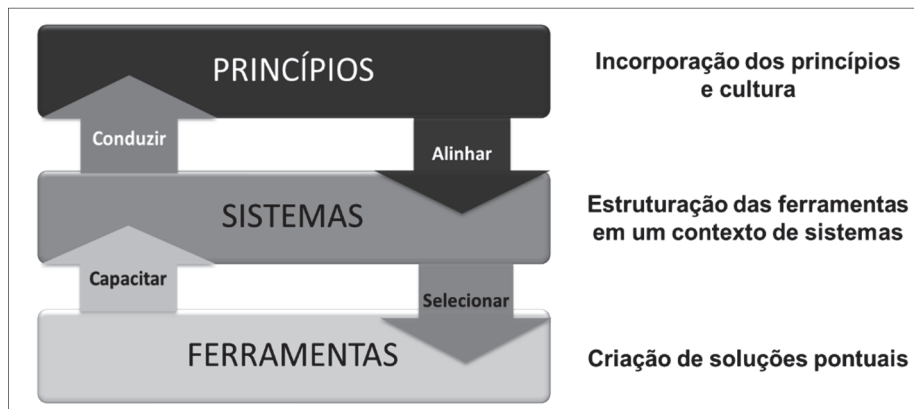 PRINCÍPIOS
Incorporação dos princípios
e cultura
Conduzir
Alinhar
SISTEMAS
Estruturação das ferramentas
em um contexto de sistemas
Capacitar
Selecionar
FERRAMENTAS
Criação de soluções pontuais